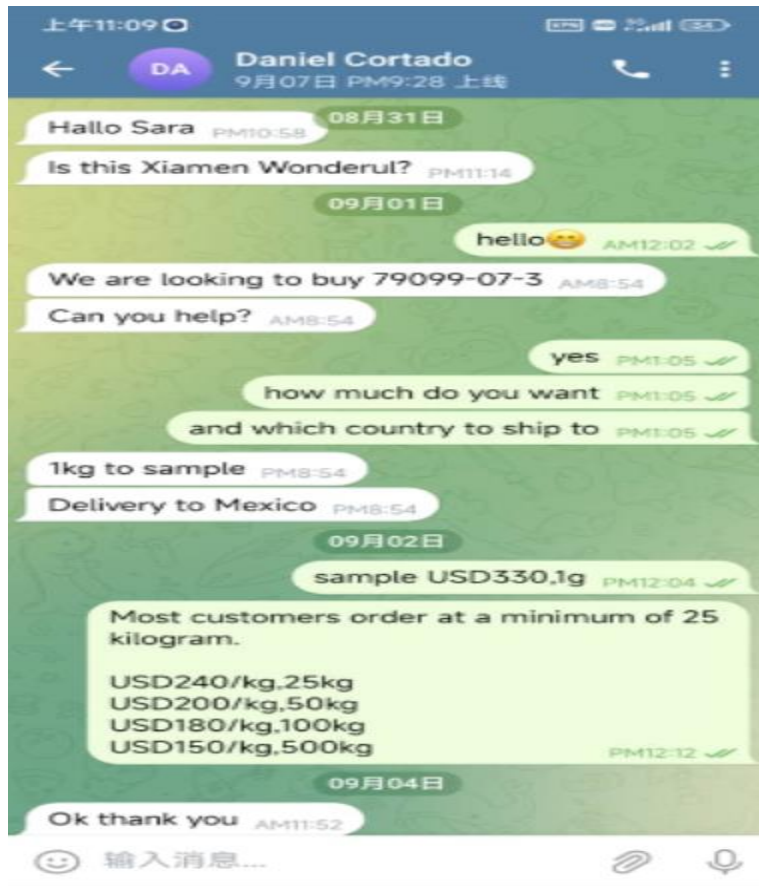 上午11:09
DA
Daniel Cortado
9月07日 PM9:28 上线
08月31日
Hallo Sara PM10:58
Is this Xiamen Wonderul? PM11:14
09月01日
hello😁 AM12:02
We are looking to buy 79099-07-3 AM8:54
Can you help? AM8:54
yes PM1:05
how much do you want PM1:05
and which country to ship to PM1:05
1kg to sample PM8:54
Delivery to Mexico PM8:54
09月02日
sample USD330,1g PM12:04
Most customers order at a minimum of 25
kilogram.
USD240/kg,25kg
USD200/kg,50kg
USD180/kg,100kg
USD150/kg,500kg
PM12:12
09月04日
Ok thank you AM11:52
输入消息...